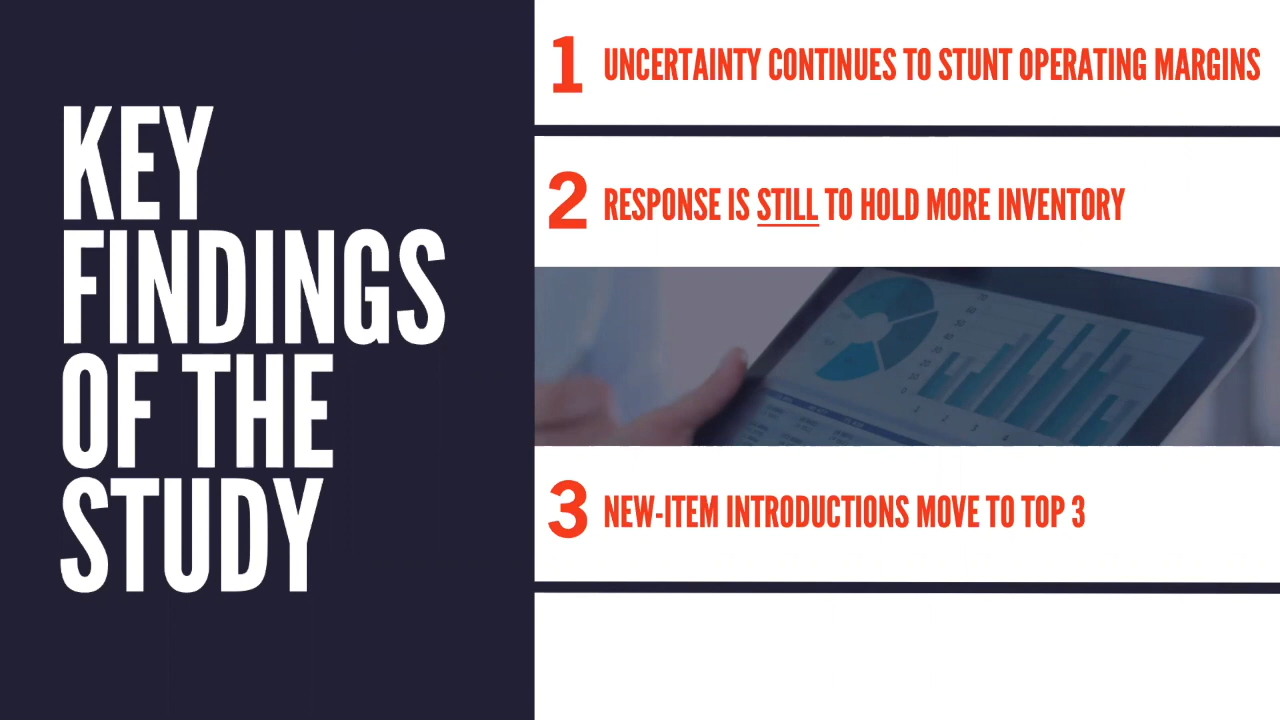 KEY
FINDINGS
OF THE
STUDY
1 UNCERTAINTY CONTINUES TO STUNT OPERATING MARGINS
2 RESPONSE IS STILL TO HOLD MORE INVENTORY
3 NEW-ITEM INTRODUCTIONS MOVE TO TOP 3